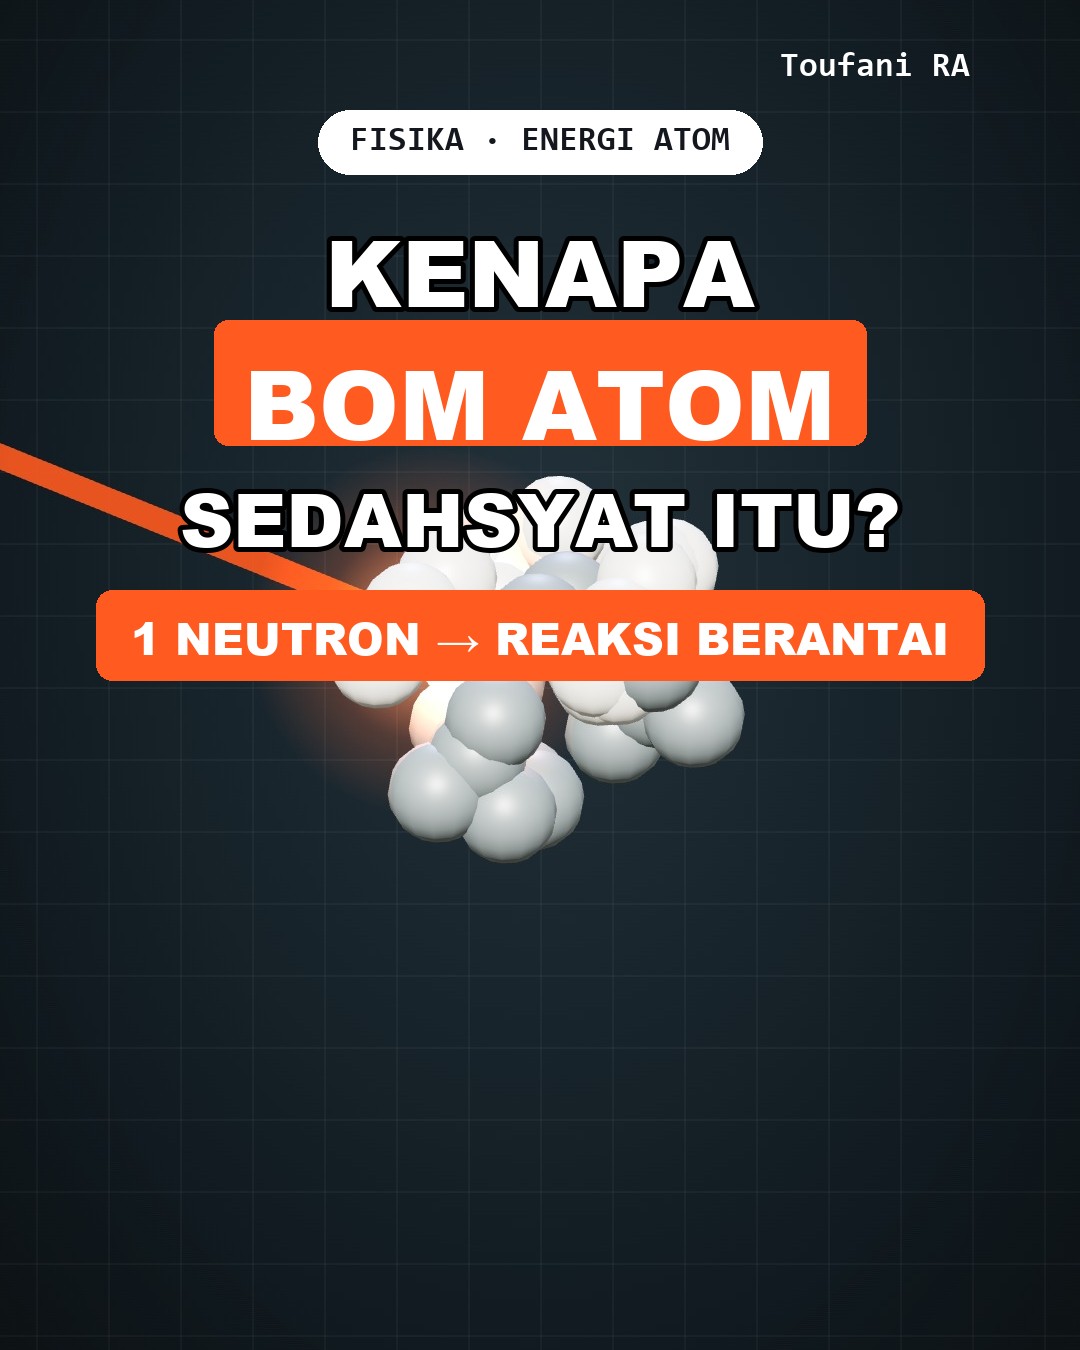 Toufani RA
FISIKA · ENERGI ATOM
KENAPA
BOM ATOM
SEDAHSYAT ITU?
1 NEUTRON → REAKSI BERANTAI